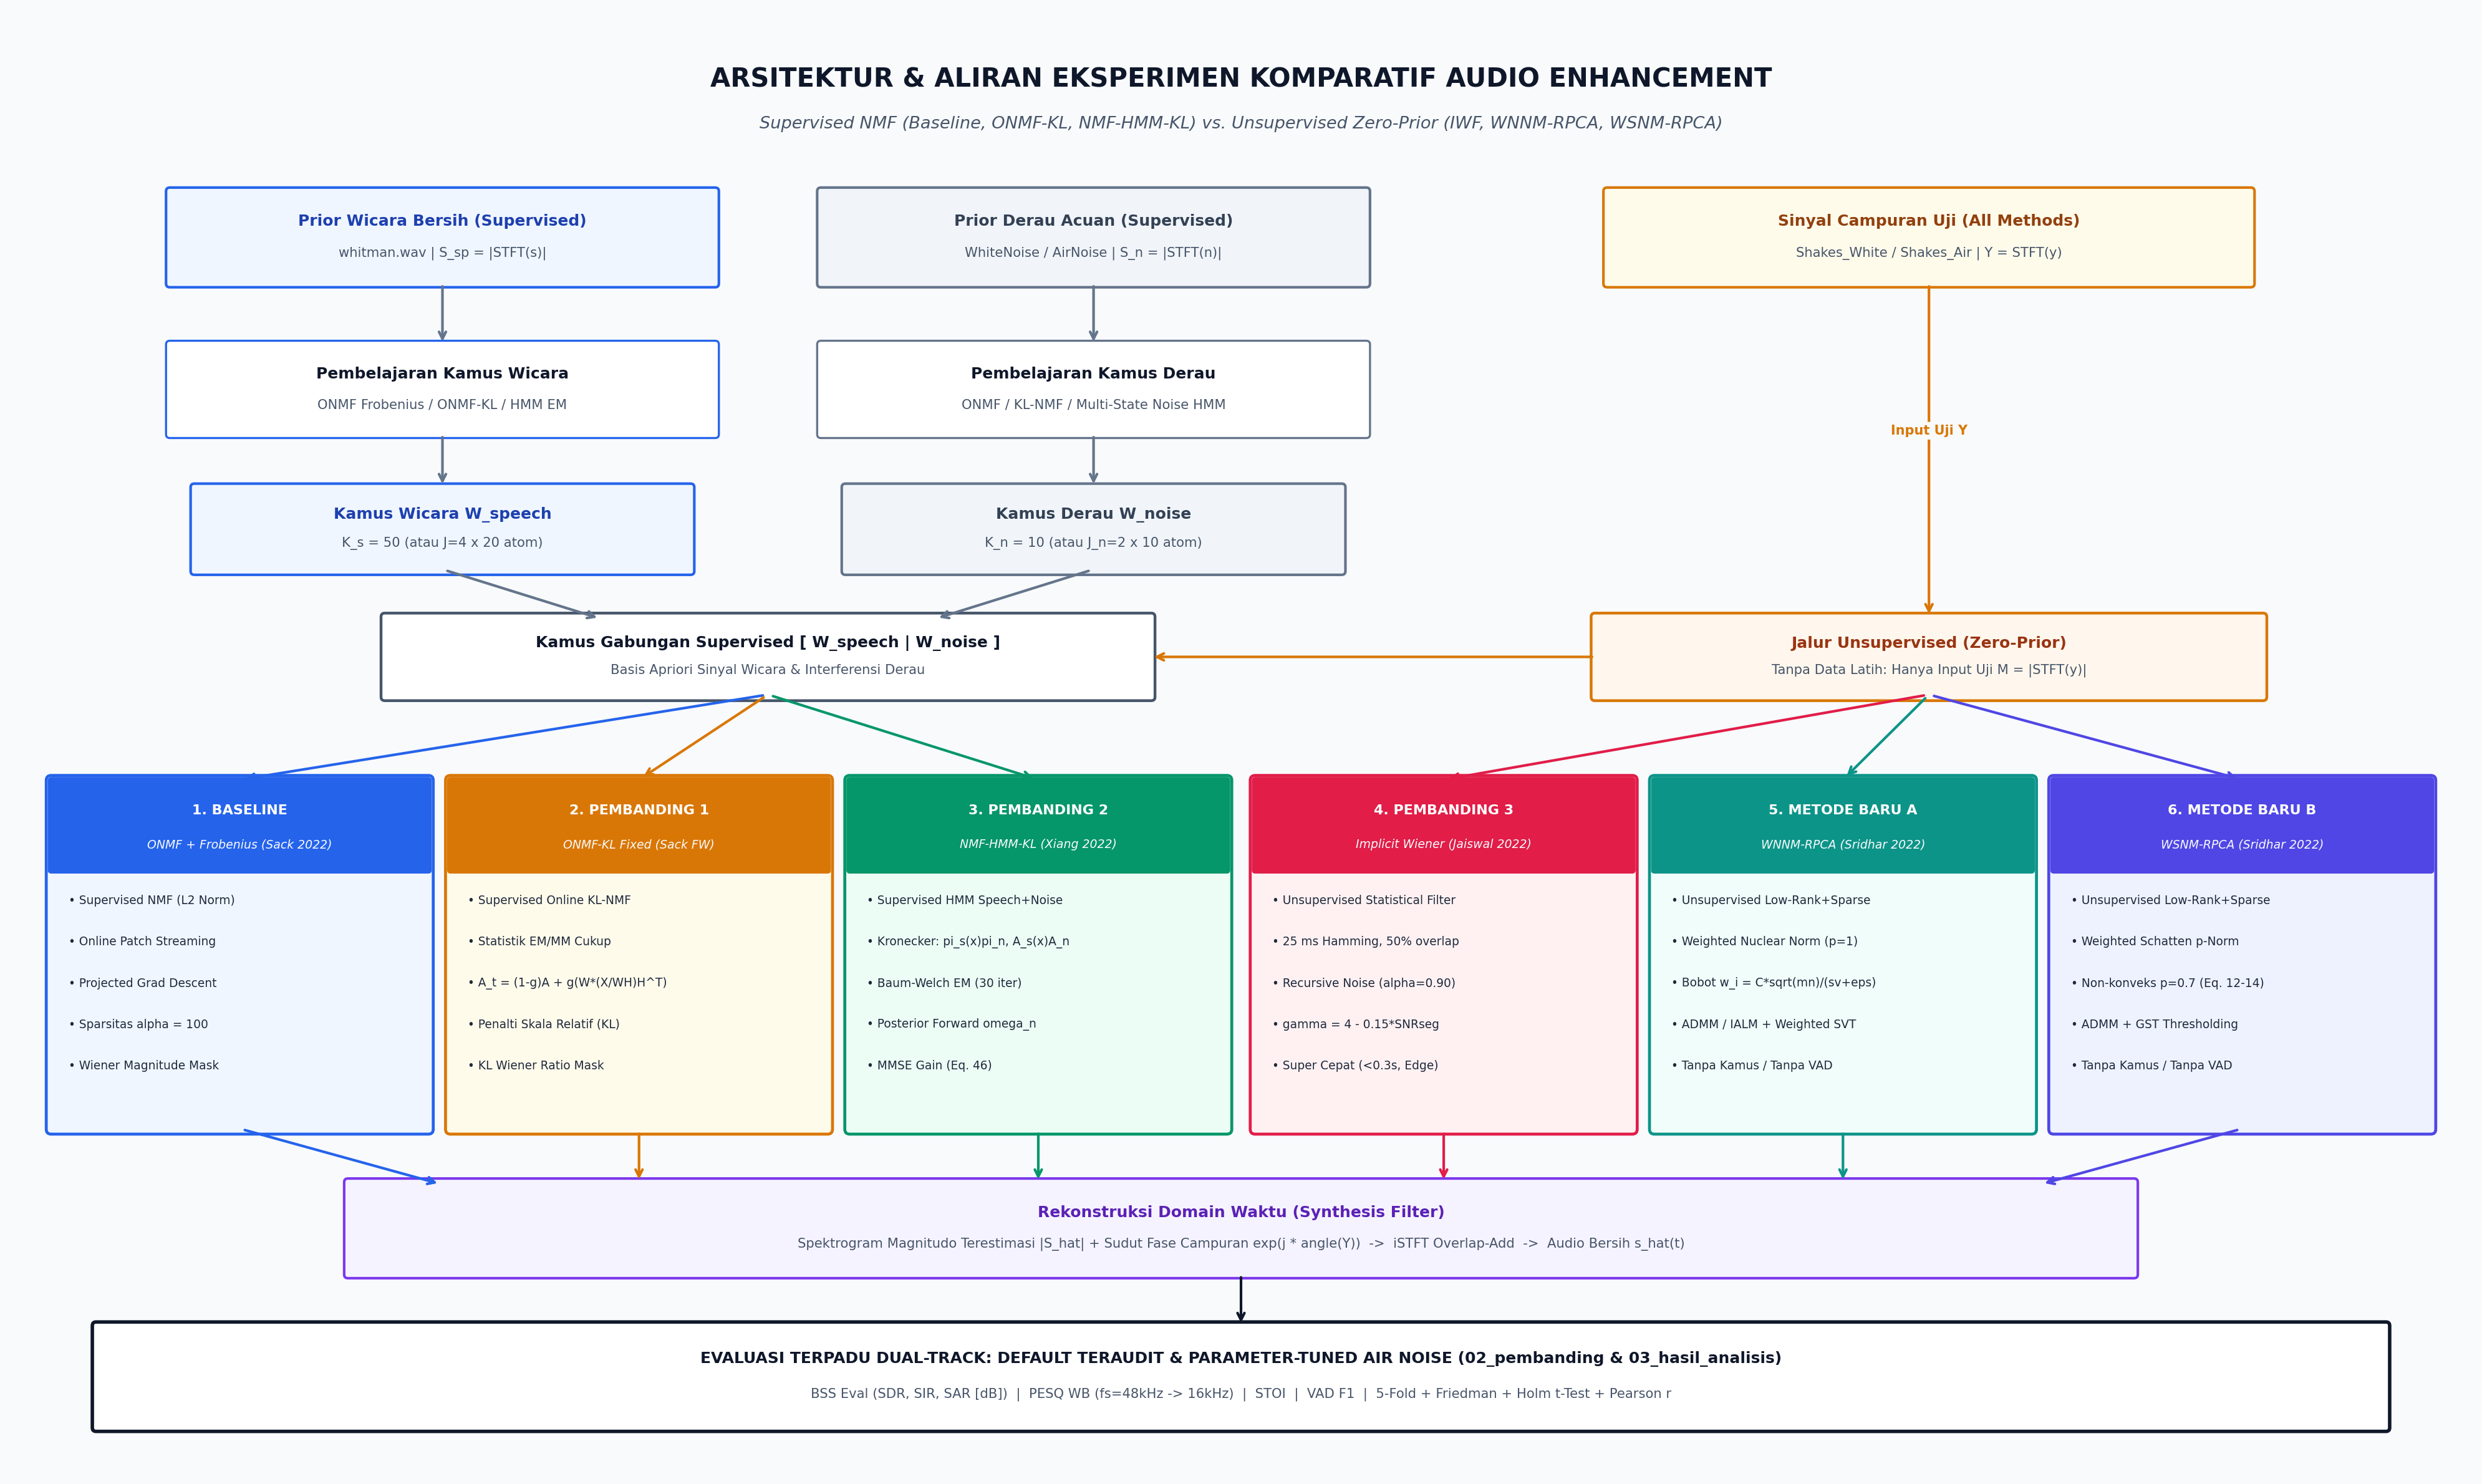 ARSITEKTUR & ALIRAN EKSPERIMEN KOMPARATIF AUDIO ENHANCEMENT
Supervised NMF (Baseline, ONMF-KL, NMF-HMM-KL) vs. Unsupervised Zero-Prior (IWF, WNNM-RPCA, WSNM-RPCA)
Prior Wicara Bersih (Supervised)
whitman.wav | S_sp = |STFT(s)|
Prior Derau Acuan (Supervised)
WhiteNoise / AirNoise | S_n = |STFT(n)|
Sinyal Campuran Uji (All Methods)
Shakes_White / Shakes_Air | Y = STFT(y)
Pembelajaran Kamus Wicara
ONMF Frobenius / ONMF-KL / HMM EM
Pembelajaran Kamus Derau
ONMF / KL-NMF / Multi-State Noise HMM
Input Uji Y
Kamus Wicara W_speech
K_s = 50 (atau J=4 x 20 atom)
Kamus Derau W_noise
K_n = 10 (atau J_n=2 x 10 atom)
Kamus Gabungan Supervised [ W_speech | W_noise ]
Basis Apriori Sinyal Wicara & Interferensi Derau
Jalur Unsupervised (Zero-Prior)
Tanpa Data Latih: Hanya Input Uji M = |STFT(y)|
1. BASELINE
ONMF + Frobenius (Sack 2022)
• Supervised NMF (L2 Norm)
• Online Patch Streaming
• Projected Grad Descent
• Sparsitas alpha = 100
• Wiener Magnitude Mask
2. PEMBANDING 1
ONMF-KL Fixed (Sack FW)
• Supervised Online KL-NMF
• Statistik EM/MM Cukup
• A_t = (1-g)A + g(W*(X/WH)H^T)
• Penalti Skala Relatif (KL)
• KL Wiener Ratio Mask
3. PEMBANDING 2
NMF-HMM-KL (Xiang 2022)
• Supervised HMM Speech+Noise
• Kronecker: pi_s(x)pi_n, A_s(x)A_n
• Baum-Welch EM (30 iter)
• Posterior Forward omega_n
• MMSE Gain (Eq. 46)
4. PEMBANDING 3
Implicit Wiener (Jaiswal 2022)
• Unsupervised Statistical Filter
• 25 ms Hamming, 50% overlap
• Recursive Noise (alpha=0.90)
• gamma = 4 - 0.15*SNRseg
• Super Cepat (<0.3s, Edge)
5. METODE BARU A
WNNM-RPCA (Sridhar 2022)
• Unsupervised Low-Rank+Sparse
• Weighted Nuclear Norm (p=1)
• Bobot w_i = C*sqrt(mn)/(sv+eps)
• ADMM / IALM + Weighted SVT
• Tanpa Kamus / Tanpa VAD
6. METODE BARU B
WSNM-RPCA (Sridhar 2022)
• Unsupervised Low-Rank+Sparse
• Weighted Schatten p-Norm
• Non-konveks p=0.7 (Eq. 12-14)
• ADMM + GST Thresholding
• Tanpa Kamus / Tanpa VAD
Rekonstruksi Domain Waktu (Synthesis Filter)
Spektrogram Magnitudo Terestimasi |S_hat| + Sudut Fase Campuran exp(j * angle(Y)) -> iSTFT Overlap-Add -> Audio Bersih s_hat(t)
EVALUASI TERPADU DUAL-TRACK: DEFAULT TERAUDIT & PARAMETER-TUNED AIR NOISE (02_pembanding & 03_hasil_analisis)
BSS Eval (SDR, SIR, SAR [dB]) | PESQ WB (fs=48kHz -> 16kHz) | STOI | VAD F1 | 5-Fold + Friedman + Holm t-Test + Pearson r